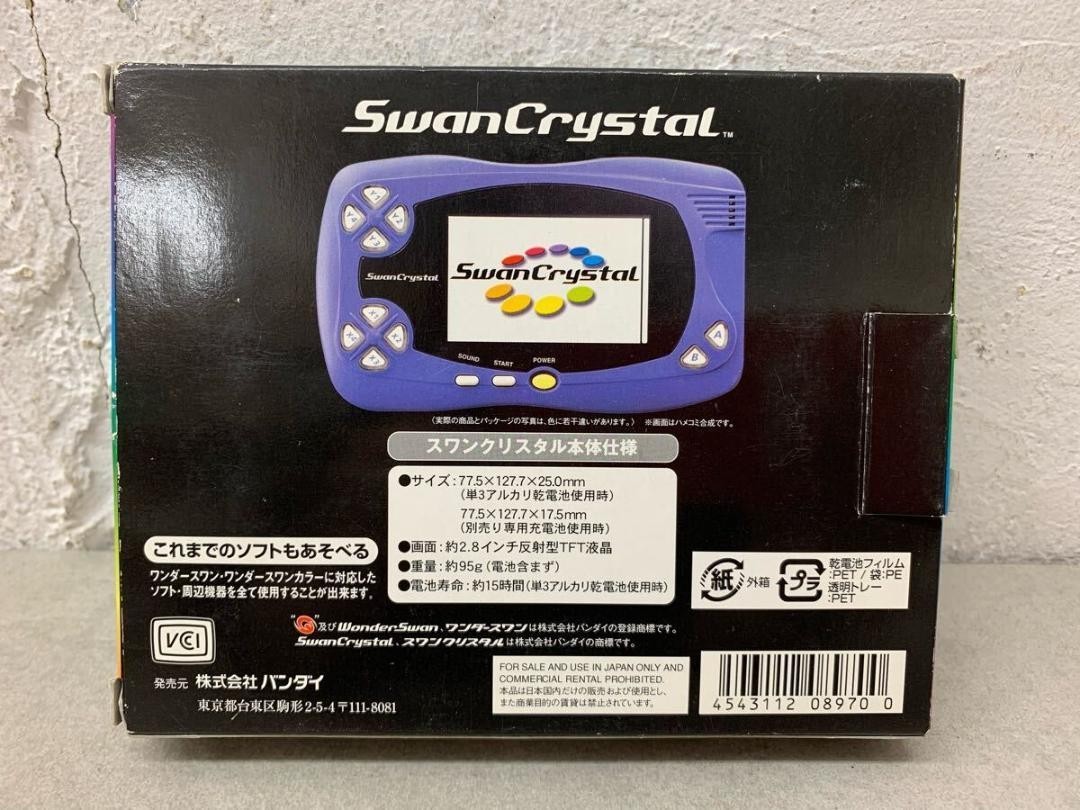 SwanCrystal™
Y1
Y4 Y2
Y3
SwanCrystal
SwanCrystal
X1
X4 X2
X3
A
B
SOUND START POWER
(実際の商品とパッケージの写真は、色に若干違いがあります。) ※画面はハメコミ合成です。
スワンクリスタル本体仕様
●サイズ:77.5×127.7×25.0mm
(単3アルカリ乾電池使用時)
77.5×127.7×17.5mm
(別売り専用充電池使用時)
●画面:約2.8インチ反射型TFT液晶
●重量:約95g(電池含まず)
●電池寿命:約15時間(単3アルカリ乾電池使用時)
これまでのソフトもあそべる
ワンダースワン・ワンダースワンカラーに対応した
ソフト・周辺機器を全て使用することが出来ます。
紙 外箱
プラ 乾電池フィルム
:PET / 袋:PE
透明トレー
:PET
"及びWonderSwan、ワンダースワンは株式会社バンダイの登録商標です。
SwanCrystal、スワンクリスタルは株式会社バンダイの商標です。
VCCI
発売元 株式会社バンダイ
東京都台東区駒形2-5-4〒111-8081
FOR SALE AND USE IN JAPAN ONLY AND
COMMERCIAL RENTAL PROHIBITED.
本品は日本国内だけの販売および使用とし、
また商業目的の賃貸は禁止されています。
4543112 08970 0